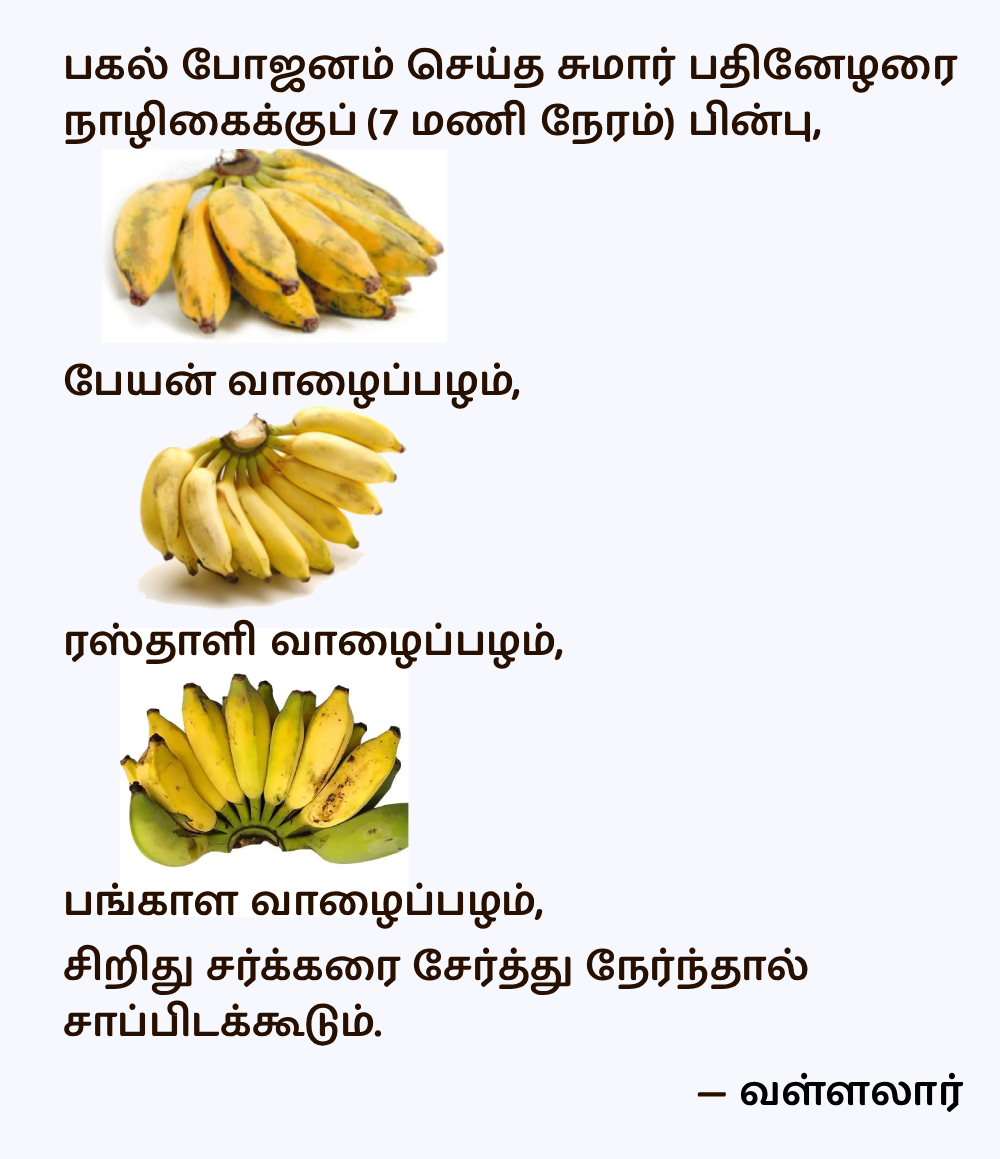 பகல் போஜனம் செய்த சுமார் பதினேழரை
நாழிகைக்குப் (7 மணி நேரம்) பின்பு,
பேயன் வாழைப்பழம்,
ரஸ்தாளி வாழைப்பழம்,
பங்காள வாழைப்பழம்,
சிறிது சர்க்கரை சேர்த்து நேர்ந்தால்
சாப்பிடக்கூடும்.
– வள்ளலார்